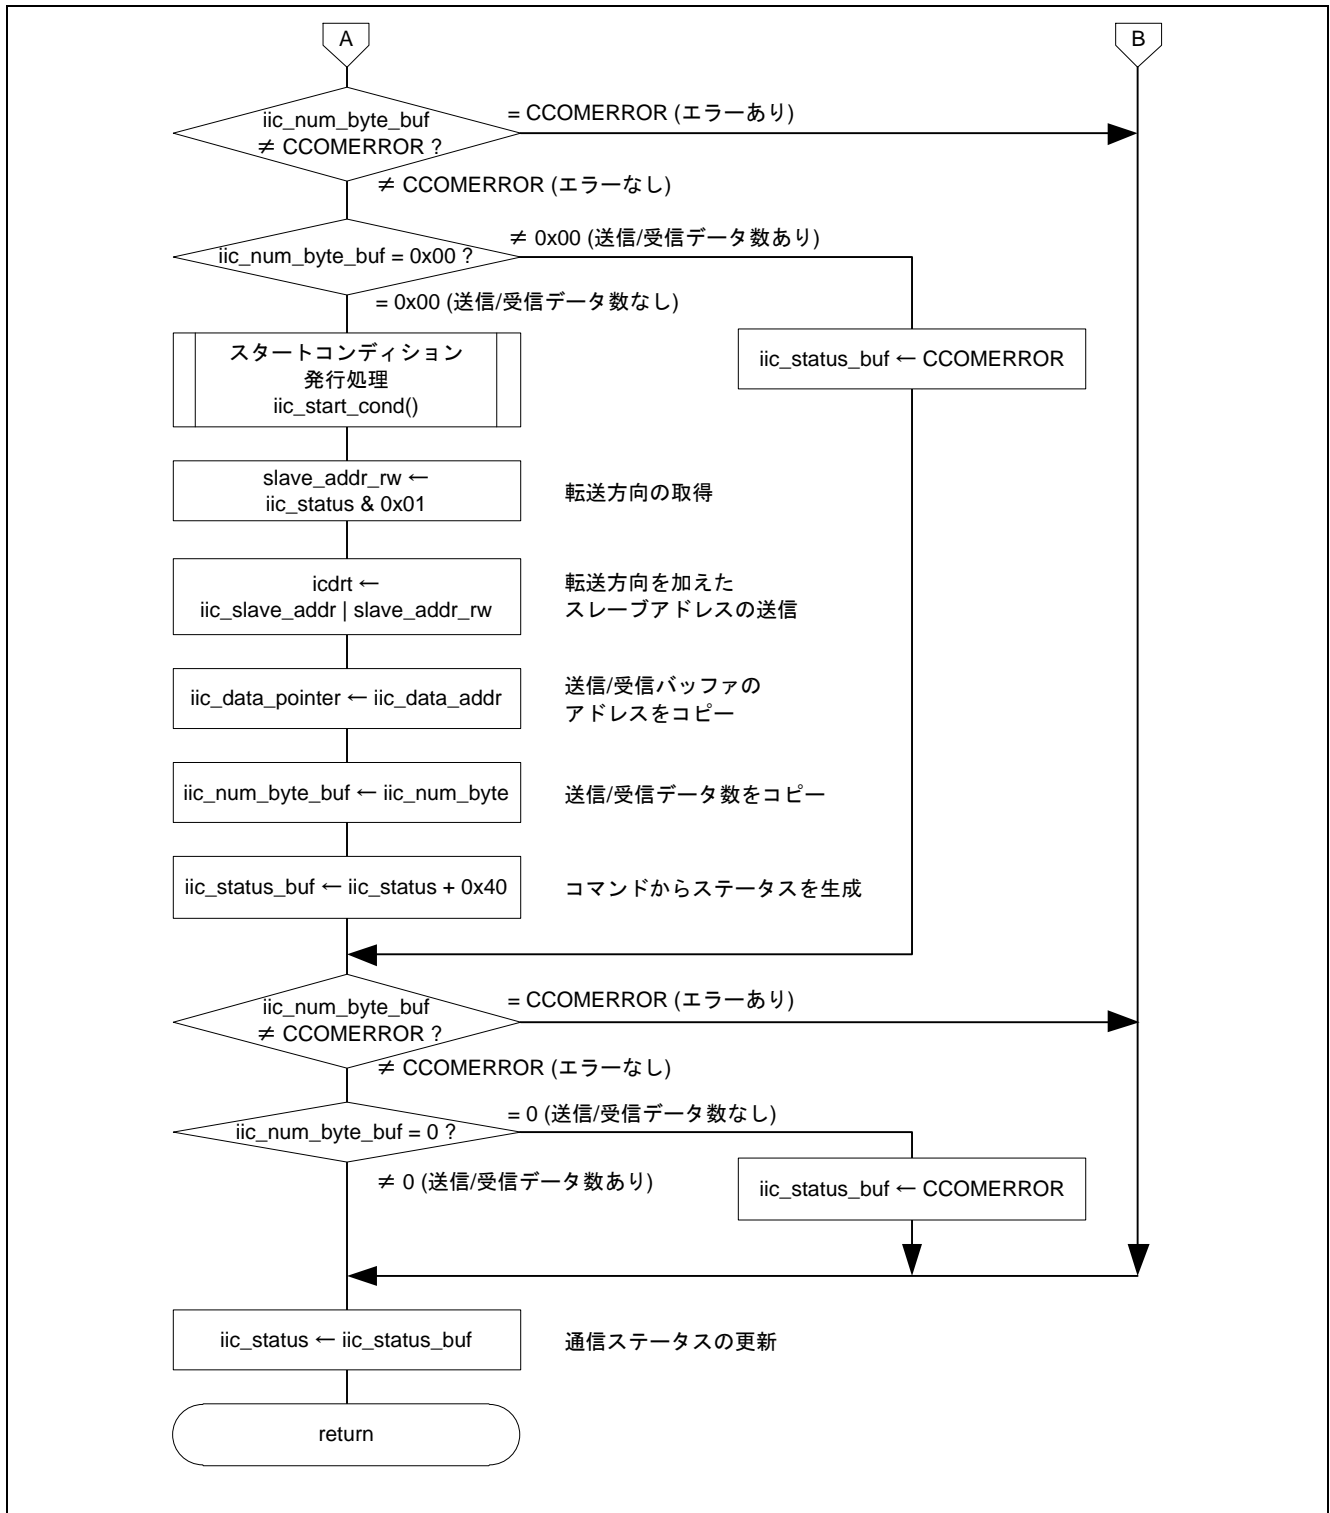 A
B
iic_num_byte_buf
≠ CCOMERROR ?
= CCOMERROR (エラーあり)
≠ CCOMERROR (エラーなし)
iic_num_byte_buf = 0x00 ?
≠ 0x00 (送信/受信データ数あり)
= 0x00 (送信/受信データ数なし)
スタートコンディション
発行処理
iic_start_cond()
iic_status_buf ← CCOMERROR
slave_addr_rw ←
iic_status & 0x01
転送方向の取得
icdrt ←
iic_slave_addr | slave_addr_rw
転送方向を加えた
スレーブアドレスの送信
iic_data_pointer ← iic_data_addr
送信/受信バッファの
アドレスをコピー
iic_num_byte_buf ← iic_num_byte
送信/受信データ数をコピー
iic_status_buf ← iic_status + 0x40
コマンドからステータスを生成
iic_num_byte_buf
≠ CCOMERROR ?
= CCOMERROR (エラーあり)
≠ CCOMERROR (エラーなし)
iic_num_byte_buf = 0 ?
= 0 (送信/受信データ数なし)
≠ 0 (送信/受信データ数あり)
iic_status_buf ← CCOMERROR
iic_status ← iic_status_buf
通信ステータスの更新
return